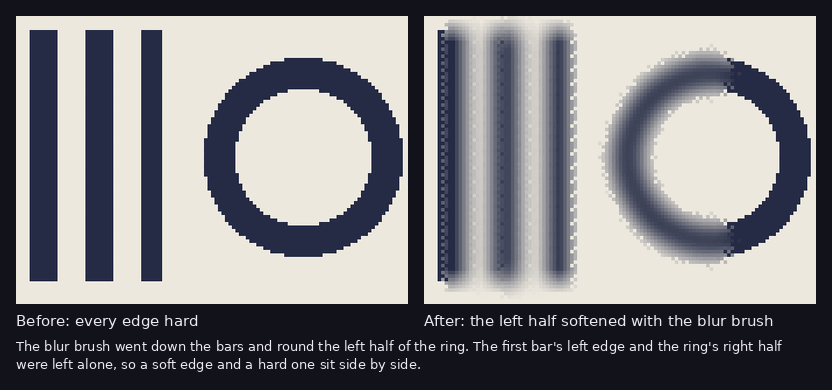 Before: every edge hard
After: the left half softened with the blur brush
The blur brush went down the bars and round the left half of the ring. The first bar's left edge and the ring's right half
were left alone, so a soft edge and a hard one sit side by side.